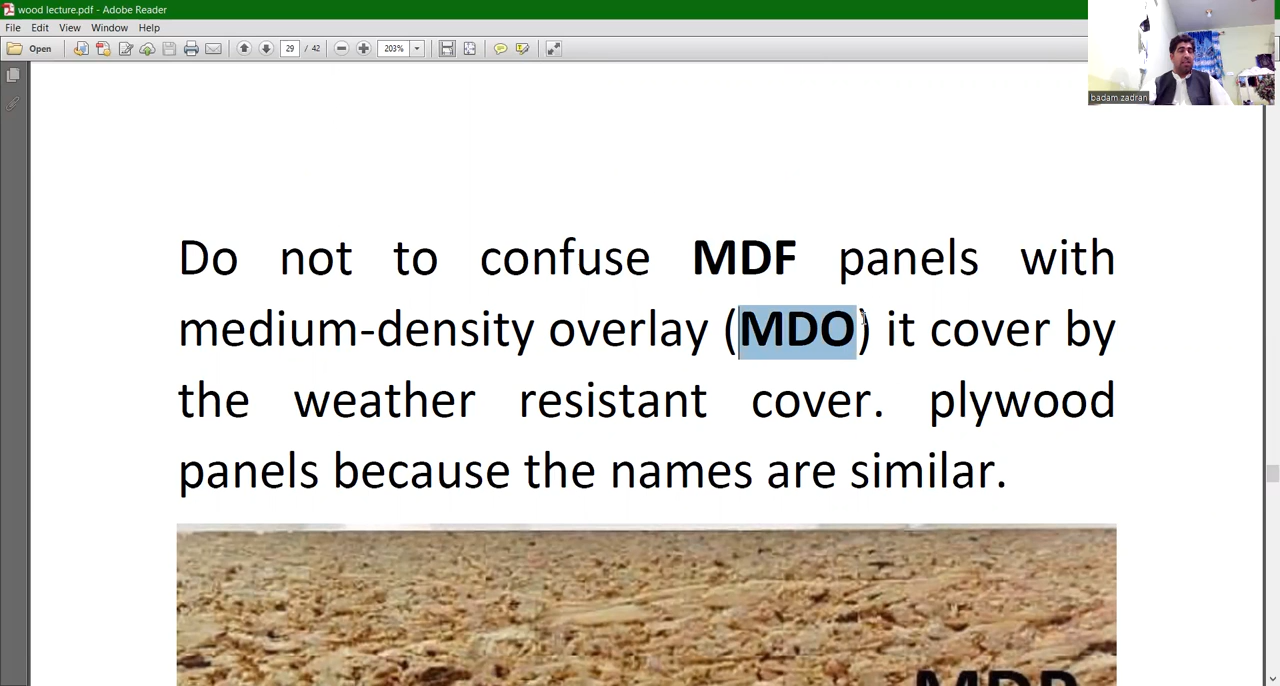 wood lecture.pdf - Adobe Reader
File Edit View Window Help
Open 29 / 42 203%
badam zadran
Do not to confuse MDF panels with
medium-density overlay (MDO) it cover by
the weather resistant cover. plywood
panels because the names are similar.